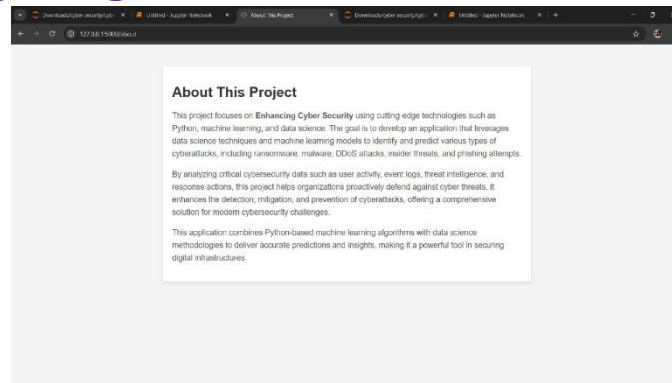 Downloads/cyber security/cyb
Untitled - Jupyter Notebook
About This Project
Downloads/cyber security/cyb
Untitled - Jupyter Notebook
127.0.0.1:5000/about
About This Project
This project focuses on Enhancing Cyber Security using cutting-edge technologies such as
Python, machine learning, and data science. The goal is to develop an application that leverages
data science techniques and machine learning models to identify and predict various types of
cyberattacks, including ransomware, malware, DDoS attacks, insider threats, and phishing attempts.
By analyzing critical cybersecurity data such as user activity, event logs, threat intelligence, and
response actions, this project helps organizations proactively defend against cyber threats. It
enhances the detection, mitigation, and prevention of cyberattacks, offering a comprehensive
solution for modern cybersecurity challenges.
This application combines Python-based machine learning algorithms with data science
methodologies to deliver accurate predictions and insights, making it a powerful tool in securing
digital infrastructures.